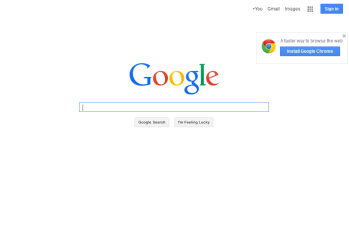 +You Gmail Images Sign in
A faster way to browse the web
Install Google Chrome
Google
Google Search I'm Feeling Lucky